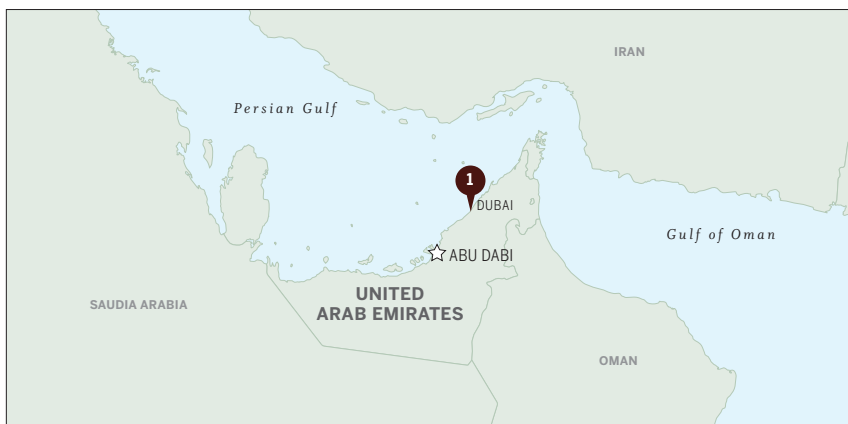 IRAN
Persian Gulf
1
DUBAI
Gulf of Oman
ABU DABI
UNITED
ARAB EMIRATES
SAUDIA ARABIA
OMAN